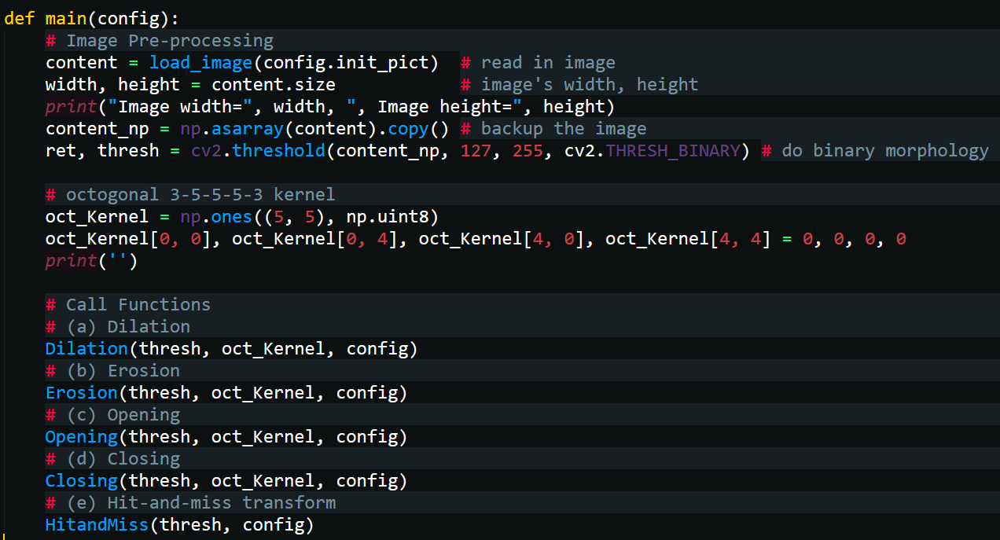 def main(config):
    # Image Pre-processing
    content = load_image(config.init_pict)  # read in image
    width, height = content.size            # image's width, height
    print("Image width=", width, ", Image height=", height)
    content_np = np.asarray(content).copy() # backup the image
    ret, thresh = cv2.threshold(content_np, 127, 255, cv2.THRESH_BINARY) # do binary morphology

    # octogonal 3-5-5-5-3 kernel
    oct_Kernel = np.ones((5, 5), np.uint8)
    oct_Kernel[0, 0], oct_Kernel[0, 4], oct_Kernel[4, 0], oct_Kernel[4, 4] = 0, 0, 0, 0
    print('')

    # Call Functions
    # (a) Dilation
    Dilation(thresh, oct_Kernel, config)
    # (b) Erosion
    Erosion(thresh, oct_Kernel, config)
    # (c) Opening
    Opening(thresh, oct_Kernel, config)
    # (d) Closing
    Closing(thresh, oct_Kernel, config)
    # (e) Hit-and-miss transform
    HitandMiss(thresh, config)